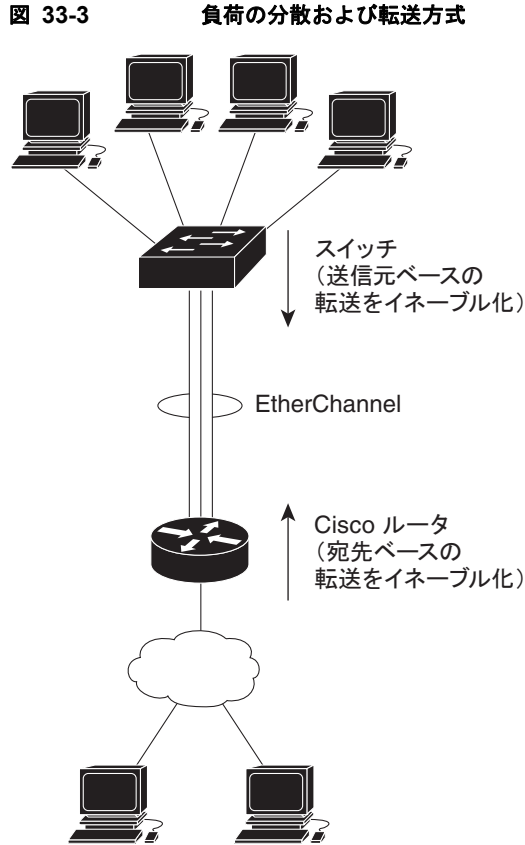 図 33-3 負荷の分散および転送方式
スイッチ
（送信元ベースの
転送をイネーブル化）
EtherChannel
Cisco ルータ
（宛先ベースの
転送をイネーブル化）